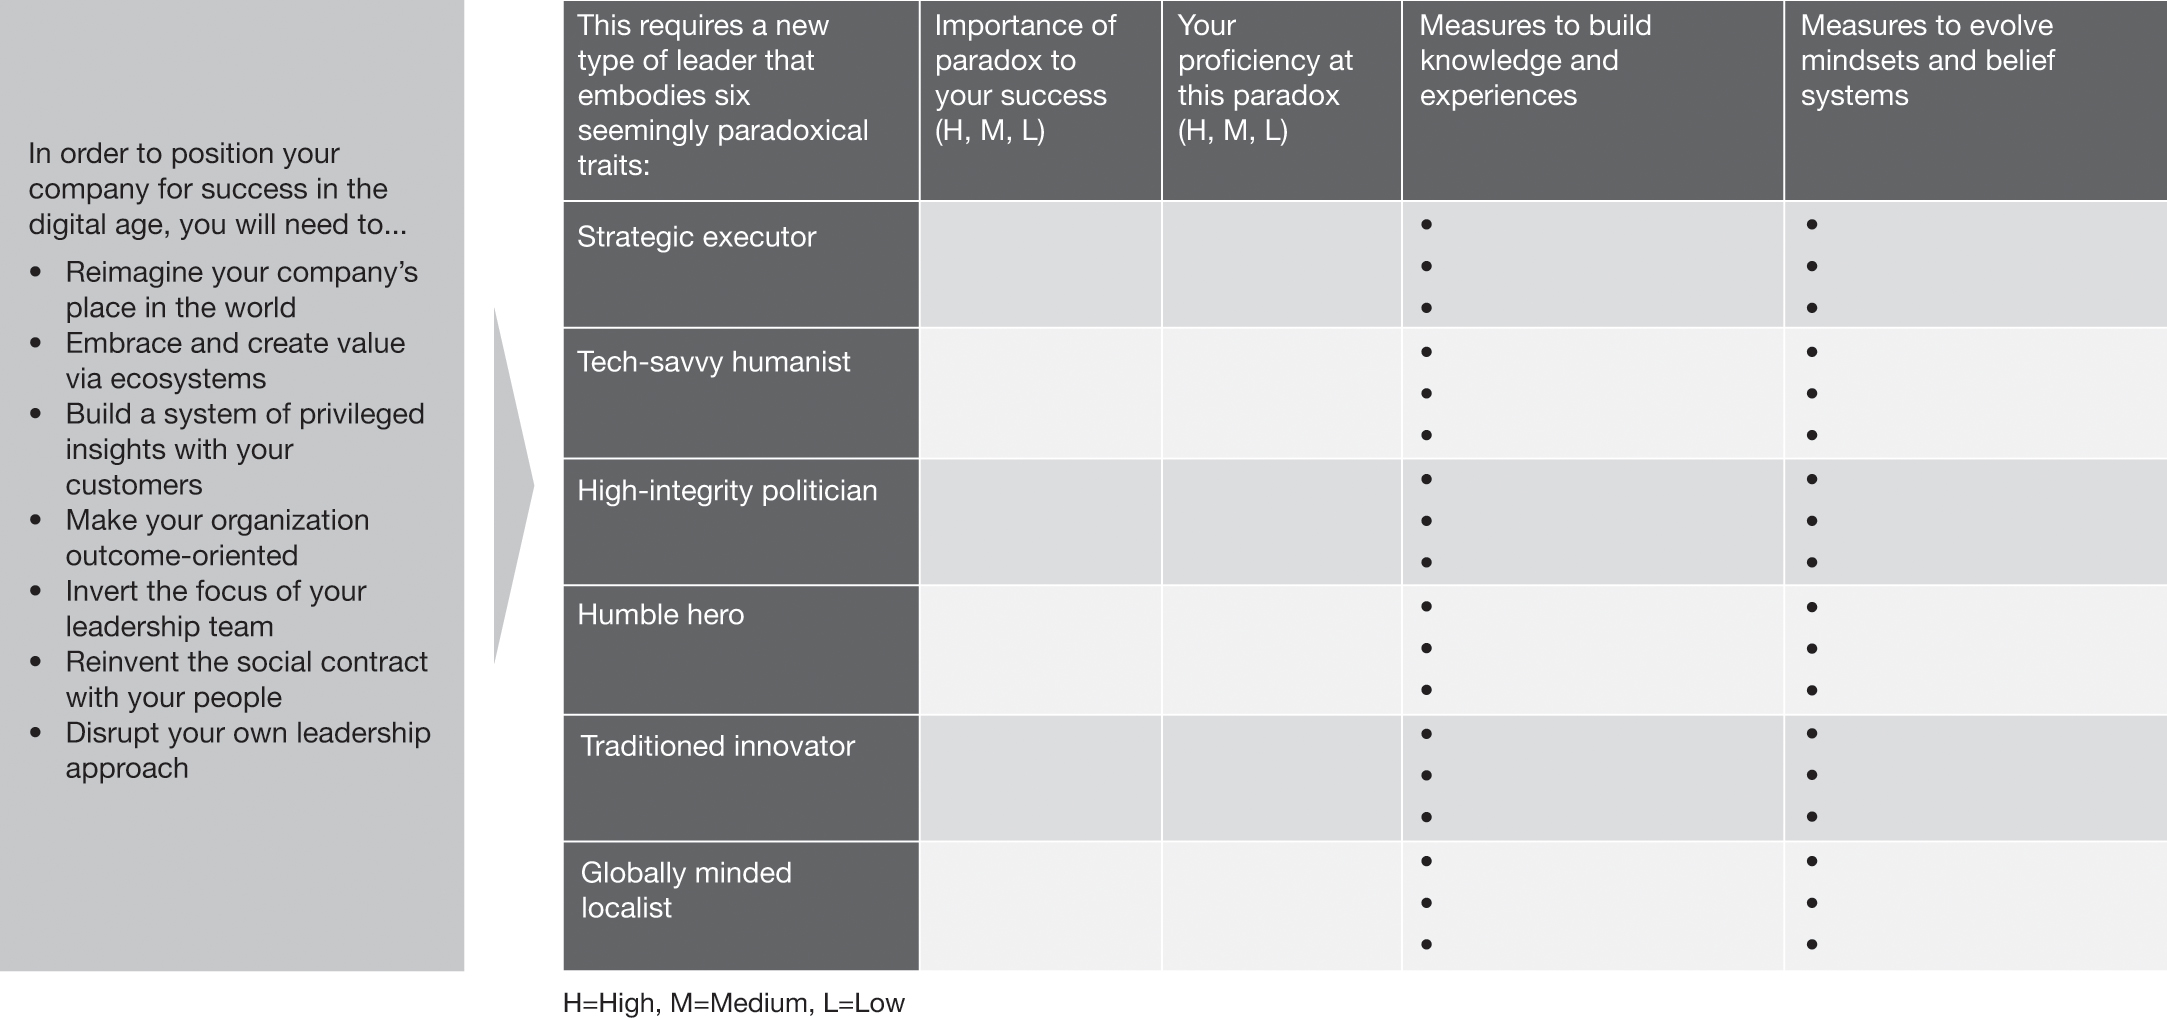 In order to position your
company for success in the
digital age, you will need to...
• Reimagine your company’s
place in the world
• Embrace and create value
via ecosystems
• Build a system of privileged
insights with your
customers
• Make your organization
outcome-oriented
• Invert the focus of your
leadership team
• Reinvent the social contract
with your people
• Disrupt your own leadership
approach
This requires a new
type of leader that
embodies six
seemingly paradoxical
traits:
Importance of
paradox to
your success
(H, M, L)
Your
proficiency at
this paradox
(H, M, L)
Measures to build
knowledge and
experiences
Measures to evolve
mindsets and belief
systems
Strategic executor
Tech-savvy humanist
High-integrity politician
Humble hero
Traditioned innovator
Globally minded
localist
H=High, M=Medium, L=Low